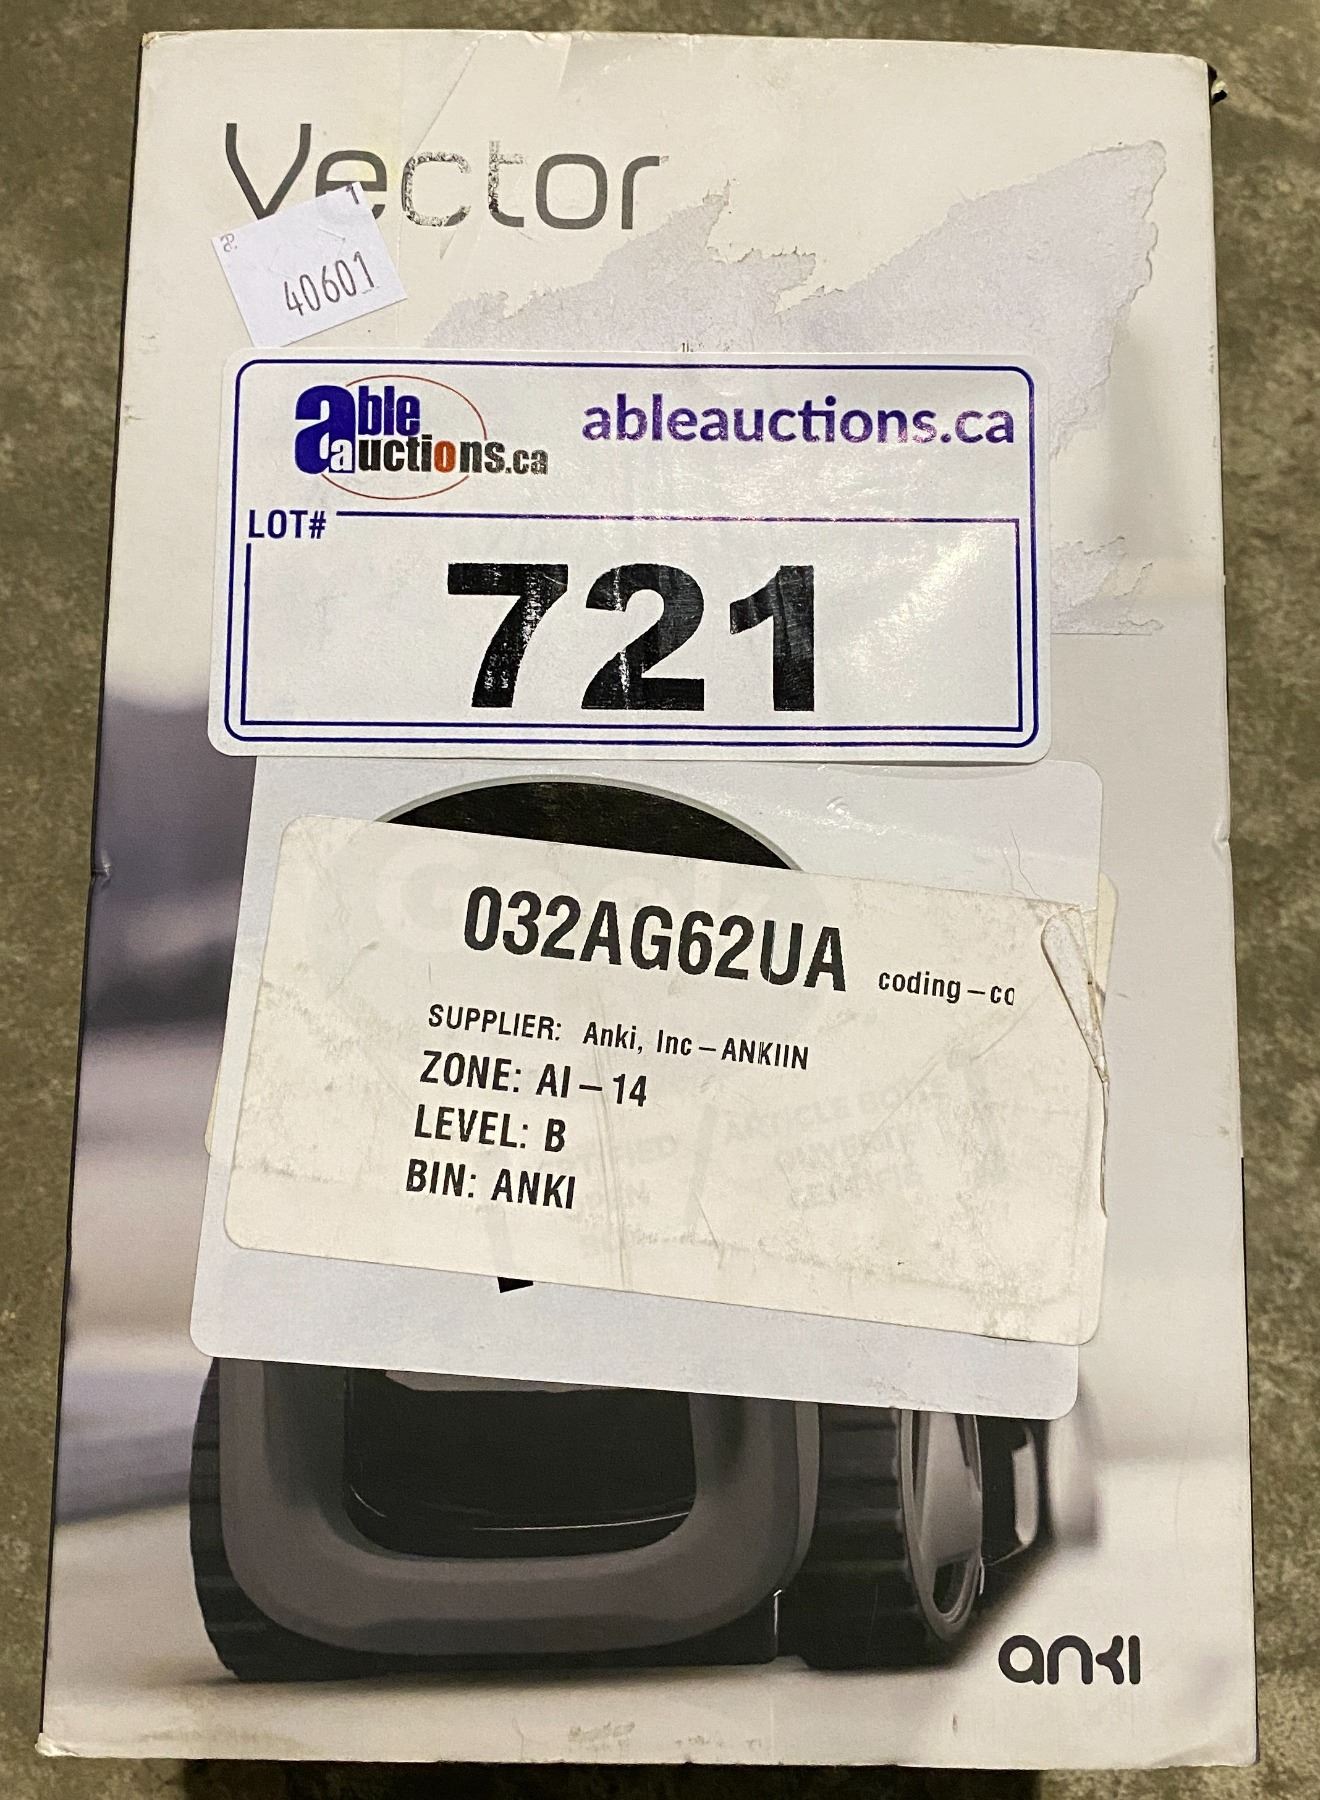 Vector
40601
able
auctions.ca
ableauctions.ca
LOT#
721
032AG62UA coding-co
SUPPLIER: Anki, Inc-ANKIIN
ZONE: AI-14
LEVEL: B
BIN: ANKI
anki